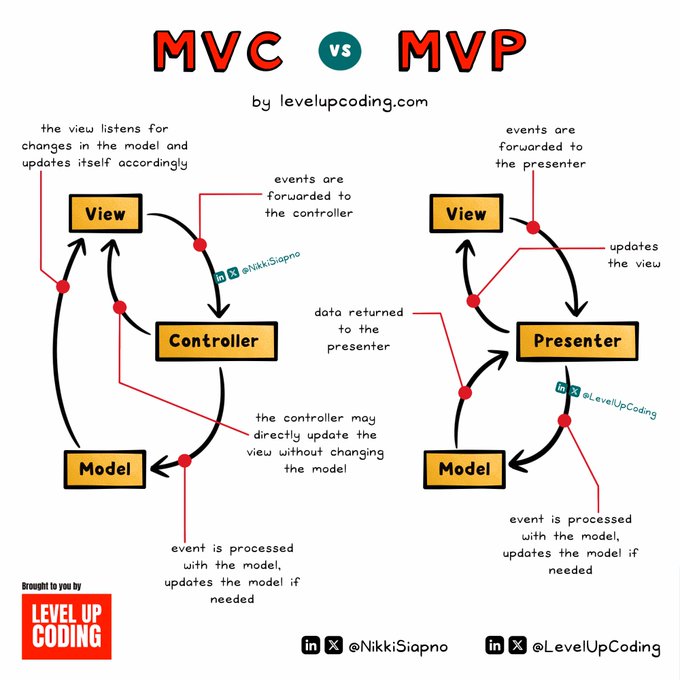 MVC vs MVP
by levelupcoding.com
the view listens for
changes in the model and
updates itself accordingly
events are
forwarded to
the controller
View
@NikkiSiapno
Controller
the controller may
directly update the
view without changing
the model
Model
event is processed
with the model,
updates the model if
needed
events are
forwarded to
the presenter
View
updates
the view
data returned
to the
presenter
Presenter
@LevelUpCoding
Model
event is processed
with the model,
updates the model if
needed
Brought to you by
LEVEL UP
CODING
in X @NikkiSiapno
in X @LevelUpCoding